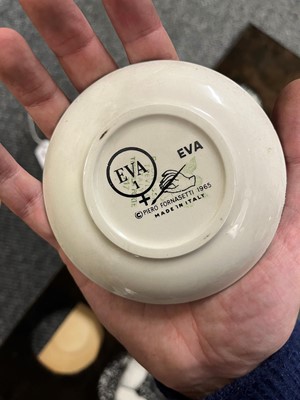 EVA
1
EVA
© PIERO FORNASETTI 1965
MADE IN ITALY